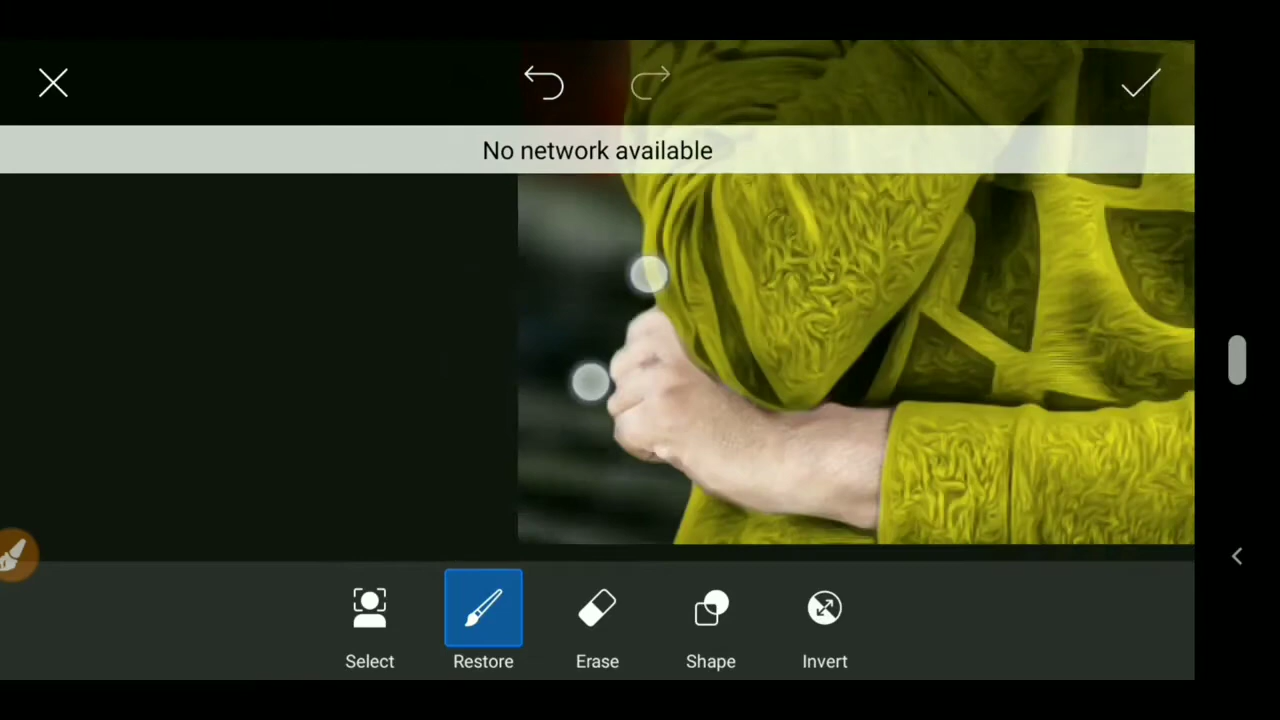 No network available
Select
Restore
Erase
Shape
Invert